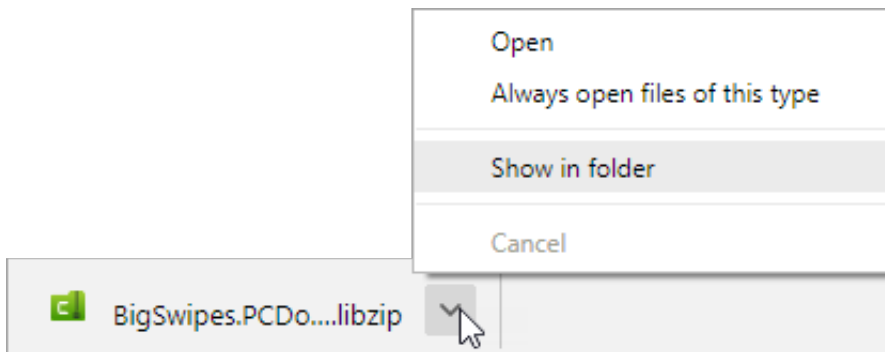 Open
Always open files of this type
Show in folder
Cancel
BigSwipes.PCDo....libzip